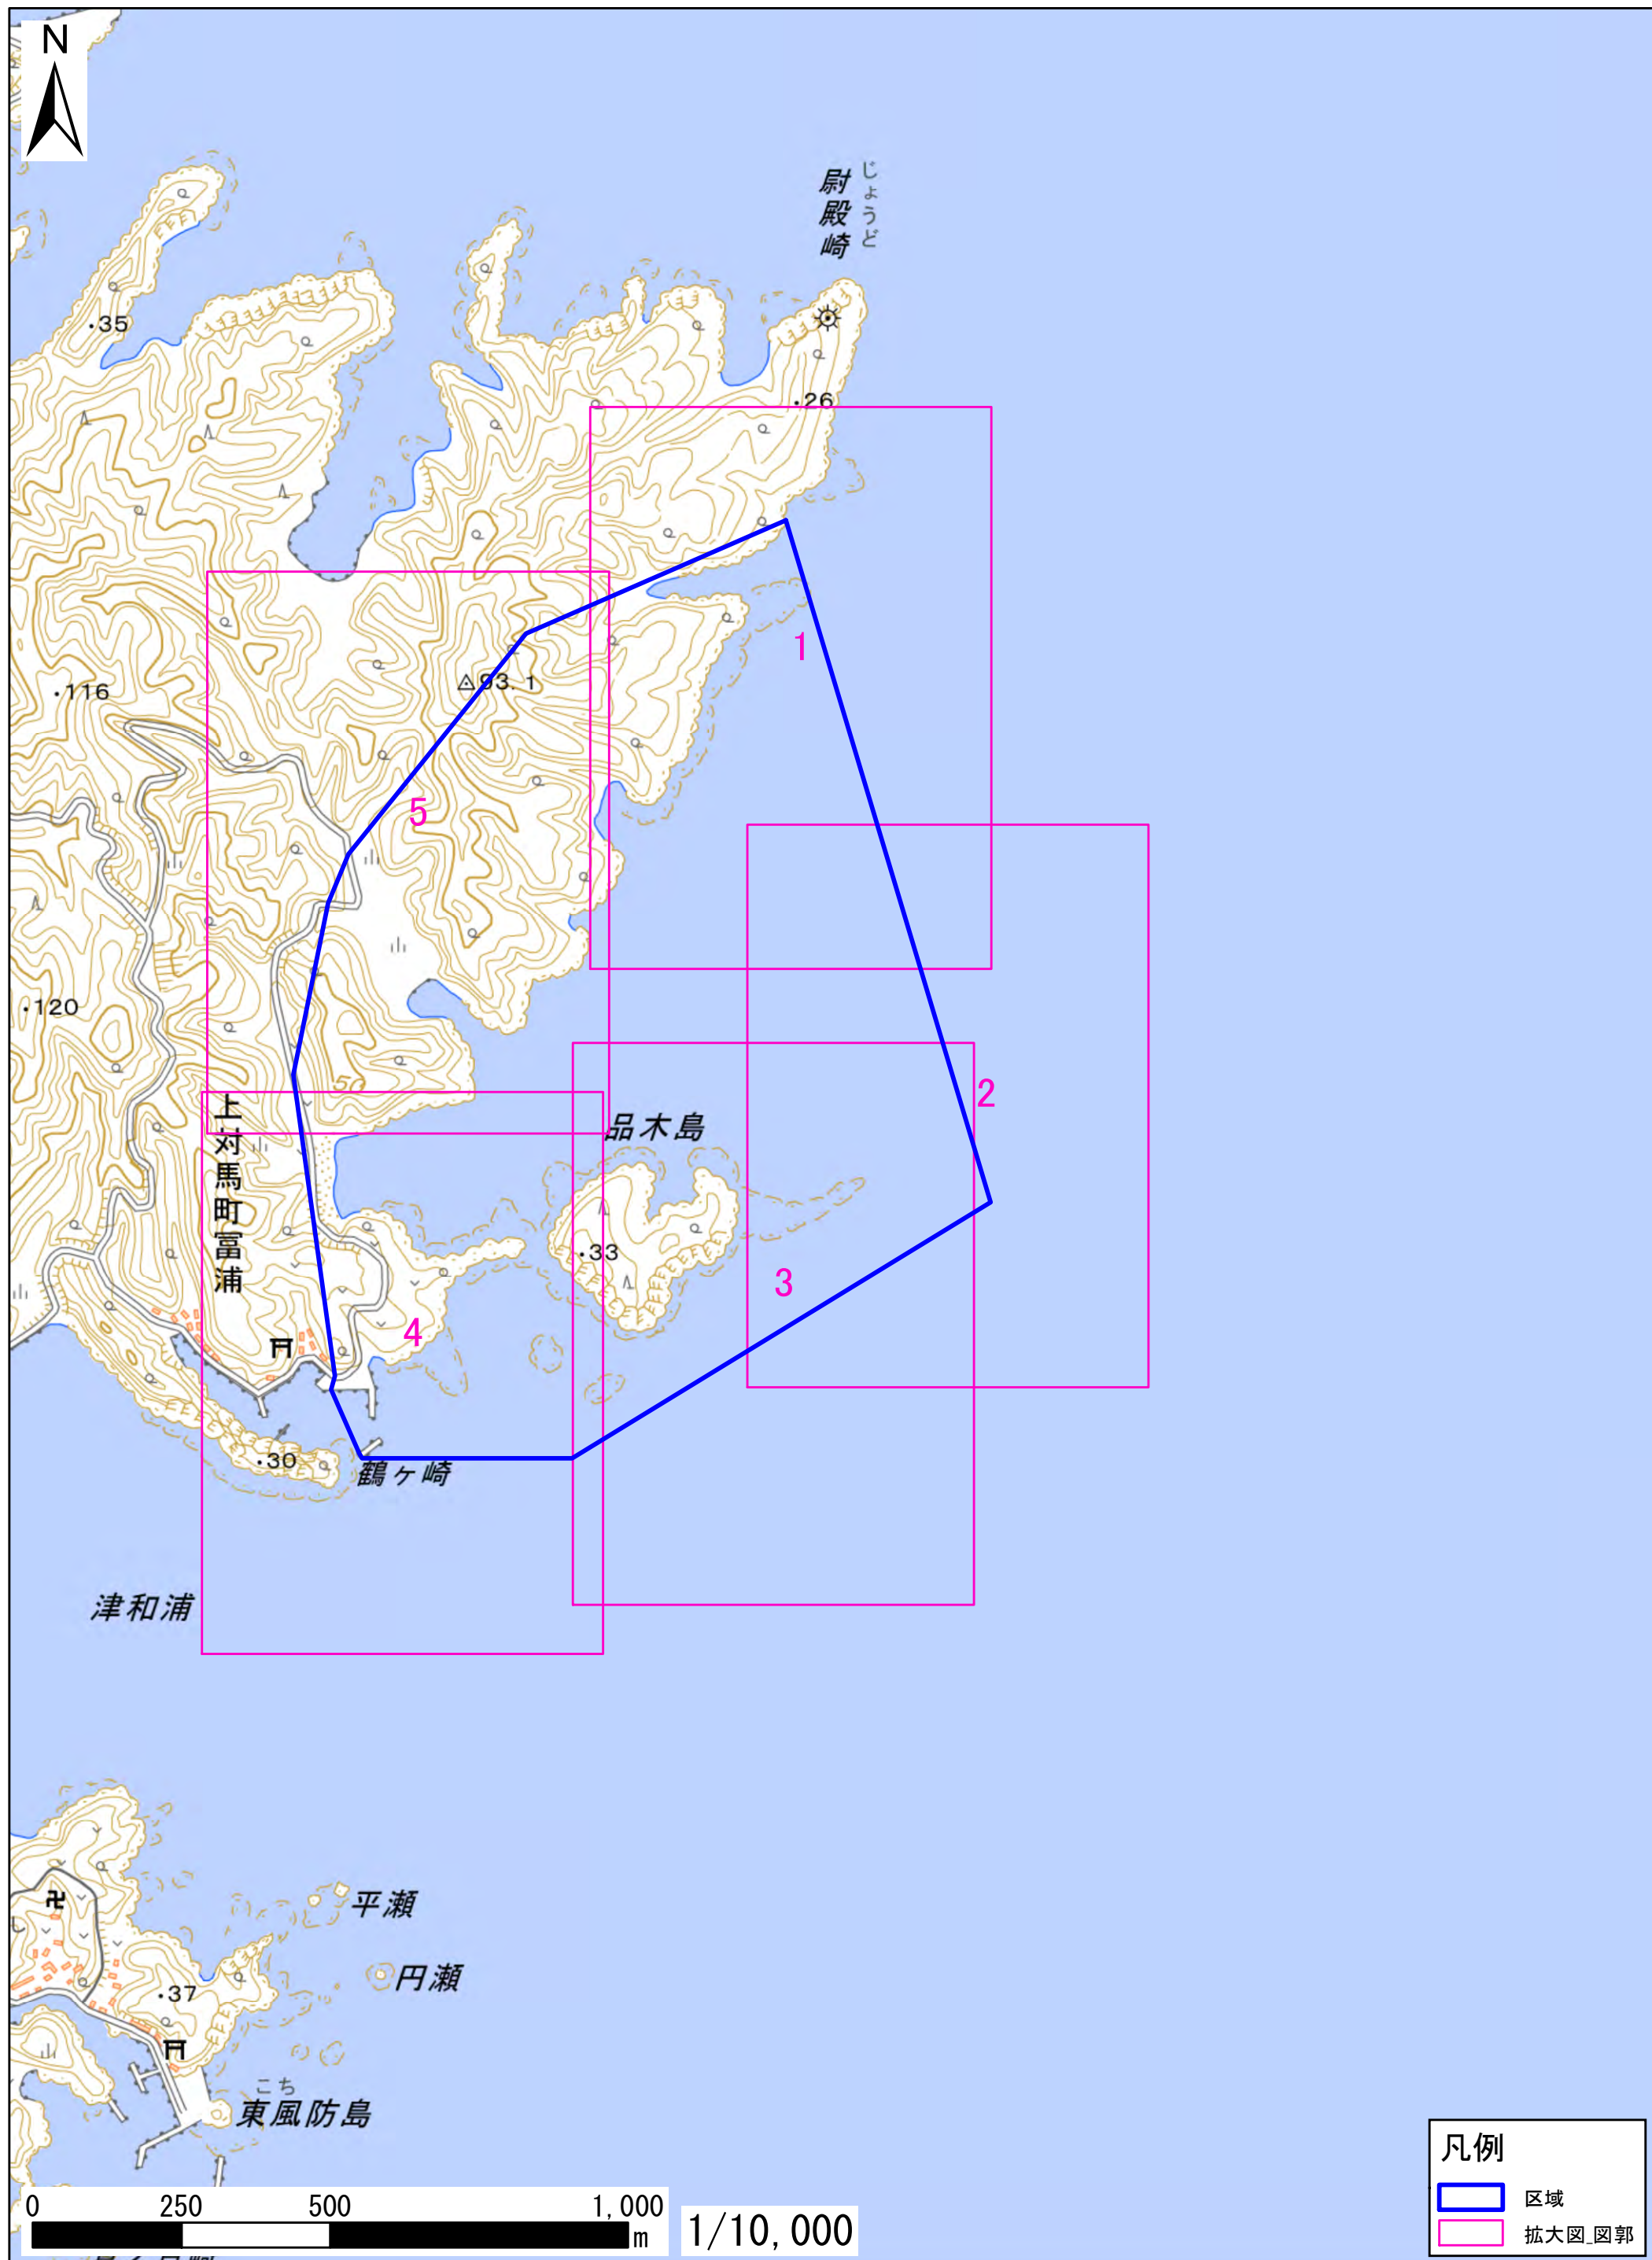 N
尉殿崎
じょうど
・35
・26
1
・116
93.1
5
・120
50
2
上対馬町冨浦
品木島
・33
3
4
・30
鶴ヶ崎
津和浦
平瀬
円瀬
・37
こち
東風防島
0 250 500 1,000
m
1/10,000
凡例
区域
拡大図_図郭